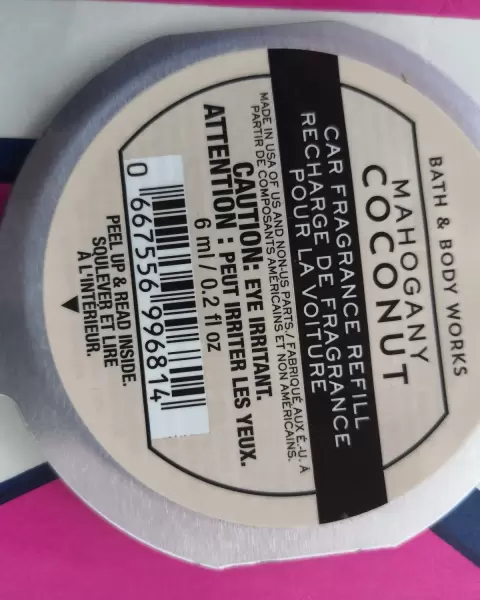 BATH & BODY WORKS
MAHOGANY
COCONUT
CAR FRAGRANCE REFILL
RECHARGE DE FRAGRANCE
POUR LA VOITURE
MADE IN USA OF US AND NON-US PARTS./ FABRIQUÉ AUX É.-U. À
PARTIR DE COMPOSANTS AMÉRICAINS ET NON AMÉRICAINS.
CAUTION: EYE IRRITANT.
ATTENTION : PEUT IRRITER LES YEUX.
6 ml / 0.2 fl oz
0 667556 996814
PEEL UP & READ INSIDE.
SOULEVER ET LIRE
À L'INTÉRIEUR.